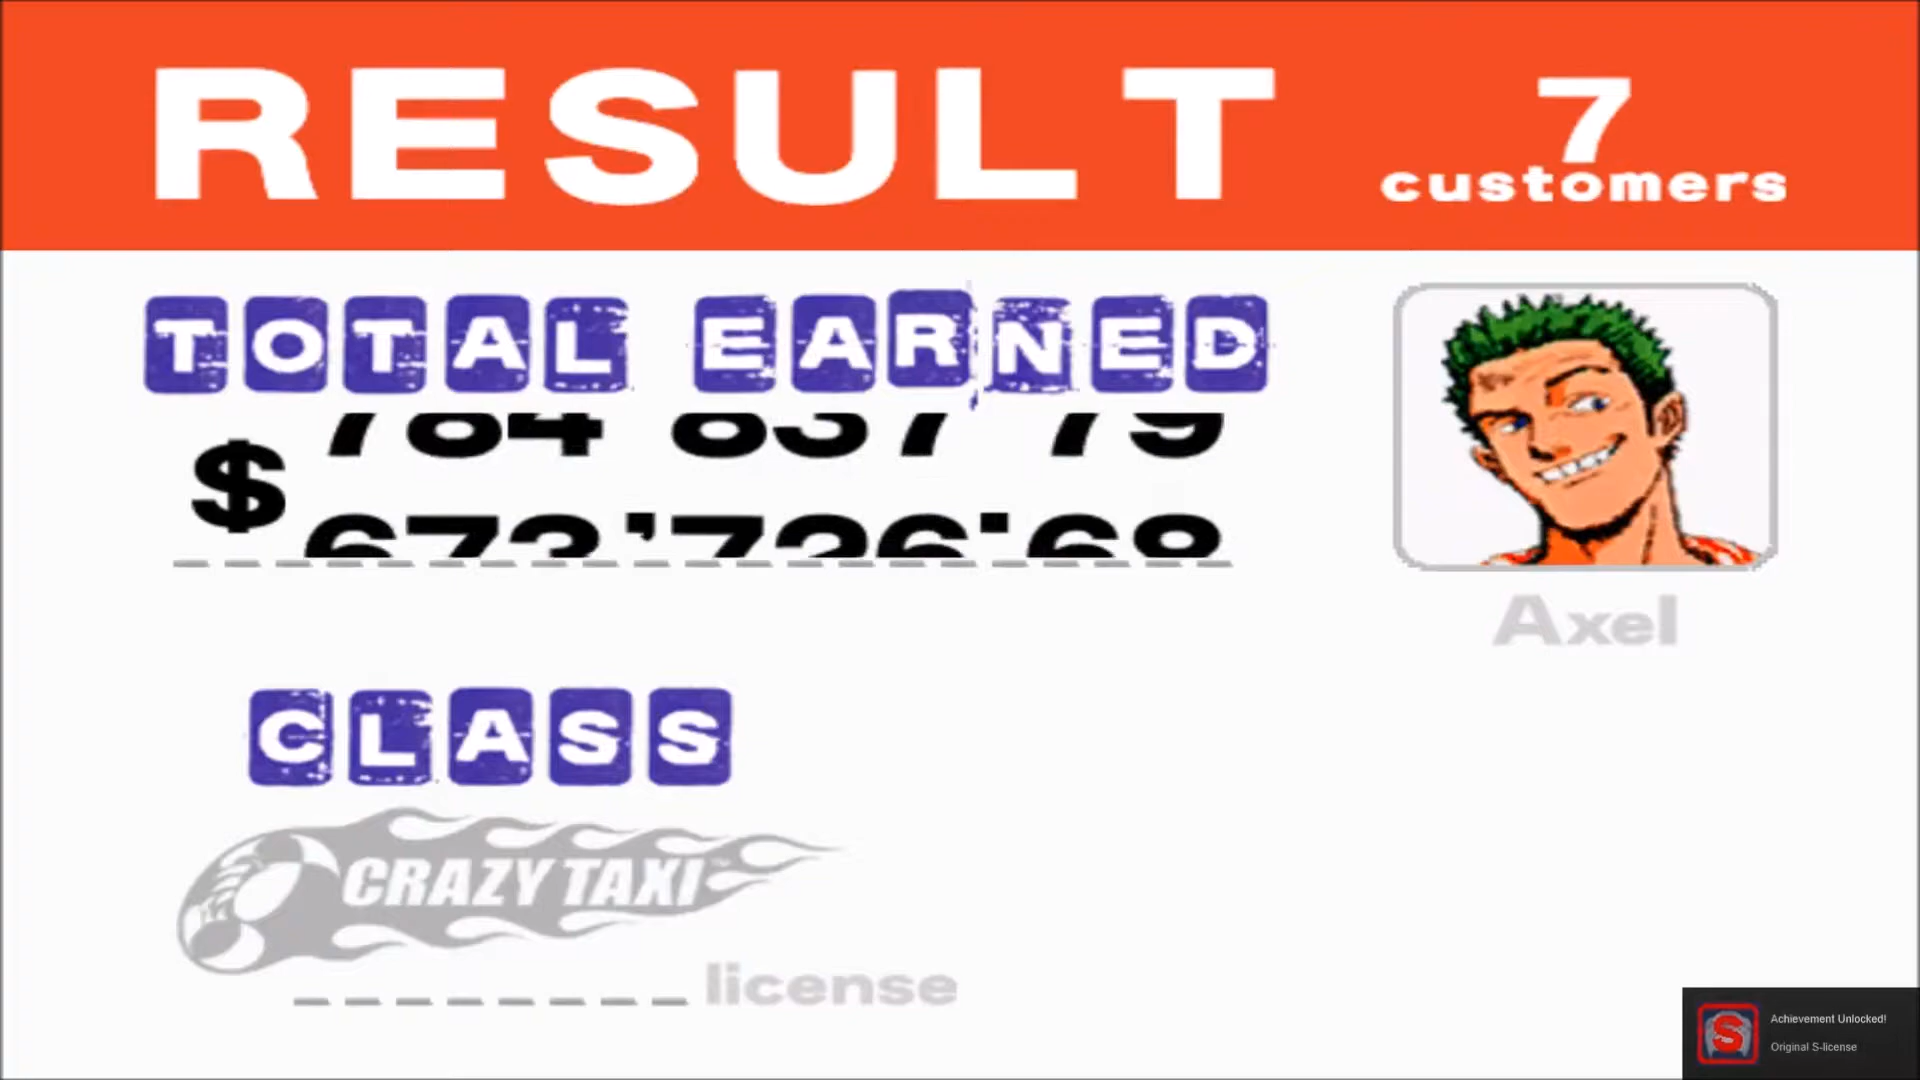 RESULT
7
customers
TOTAL EARNED
$
Axel
CLASS
CRAZY TAXI
license
Achievement Unlocked!
Original S-license